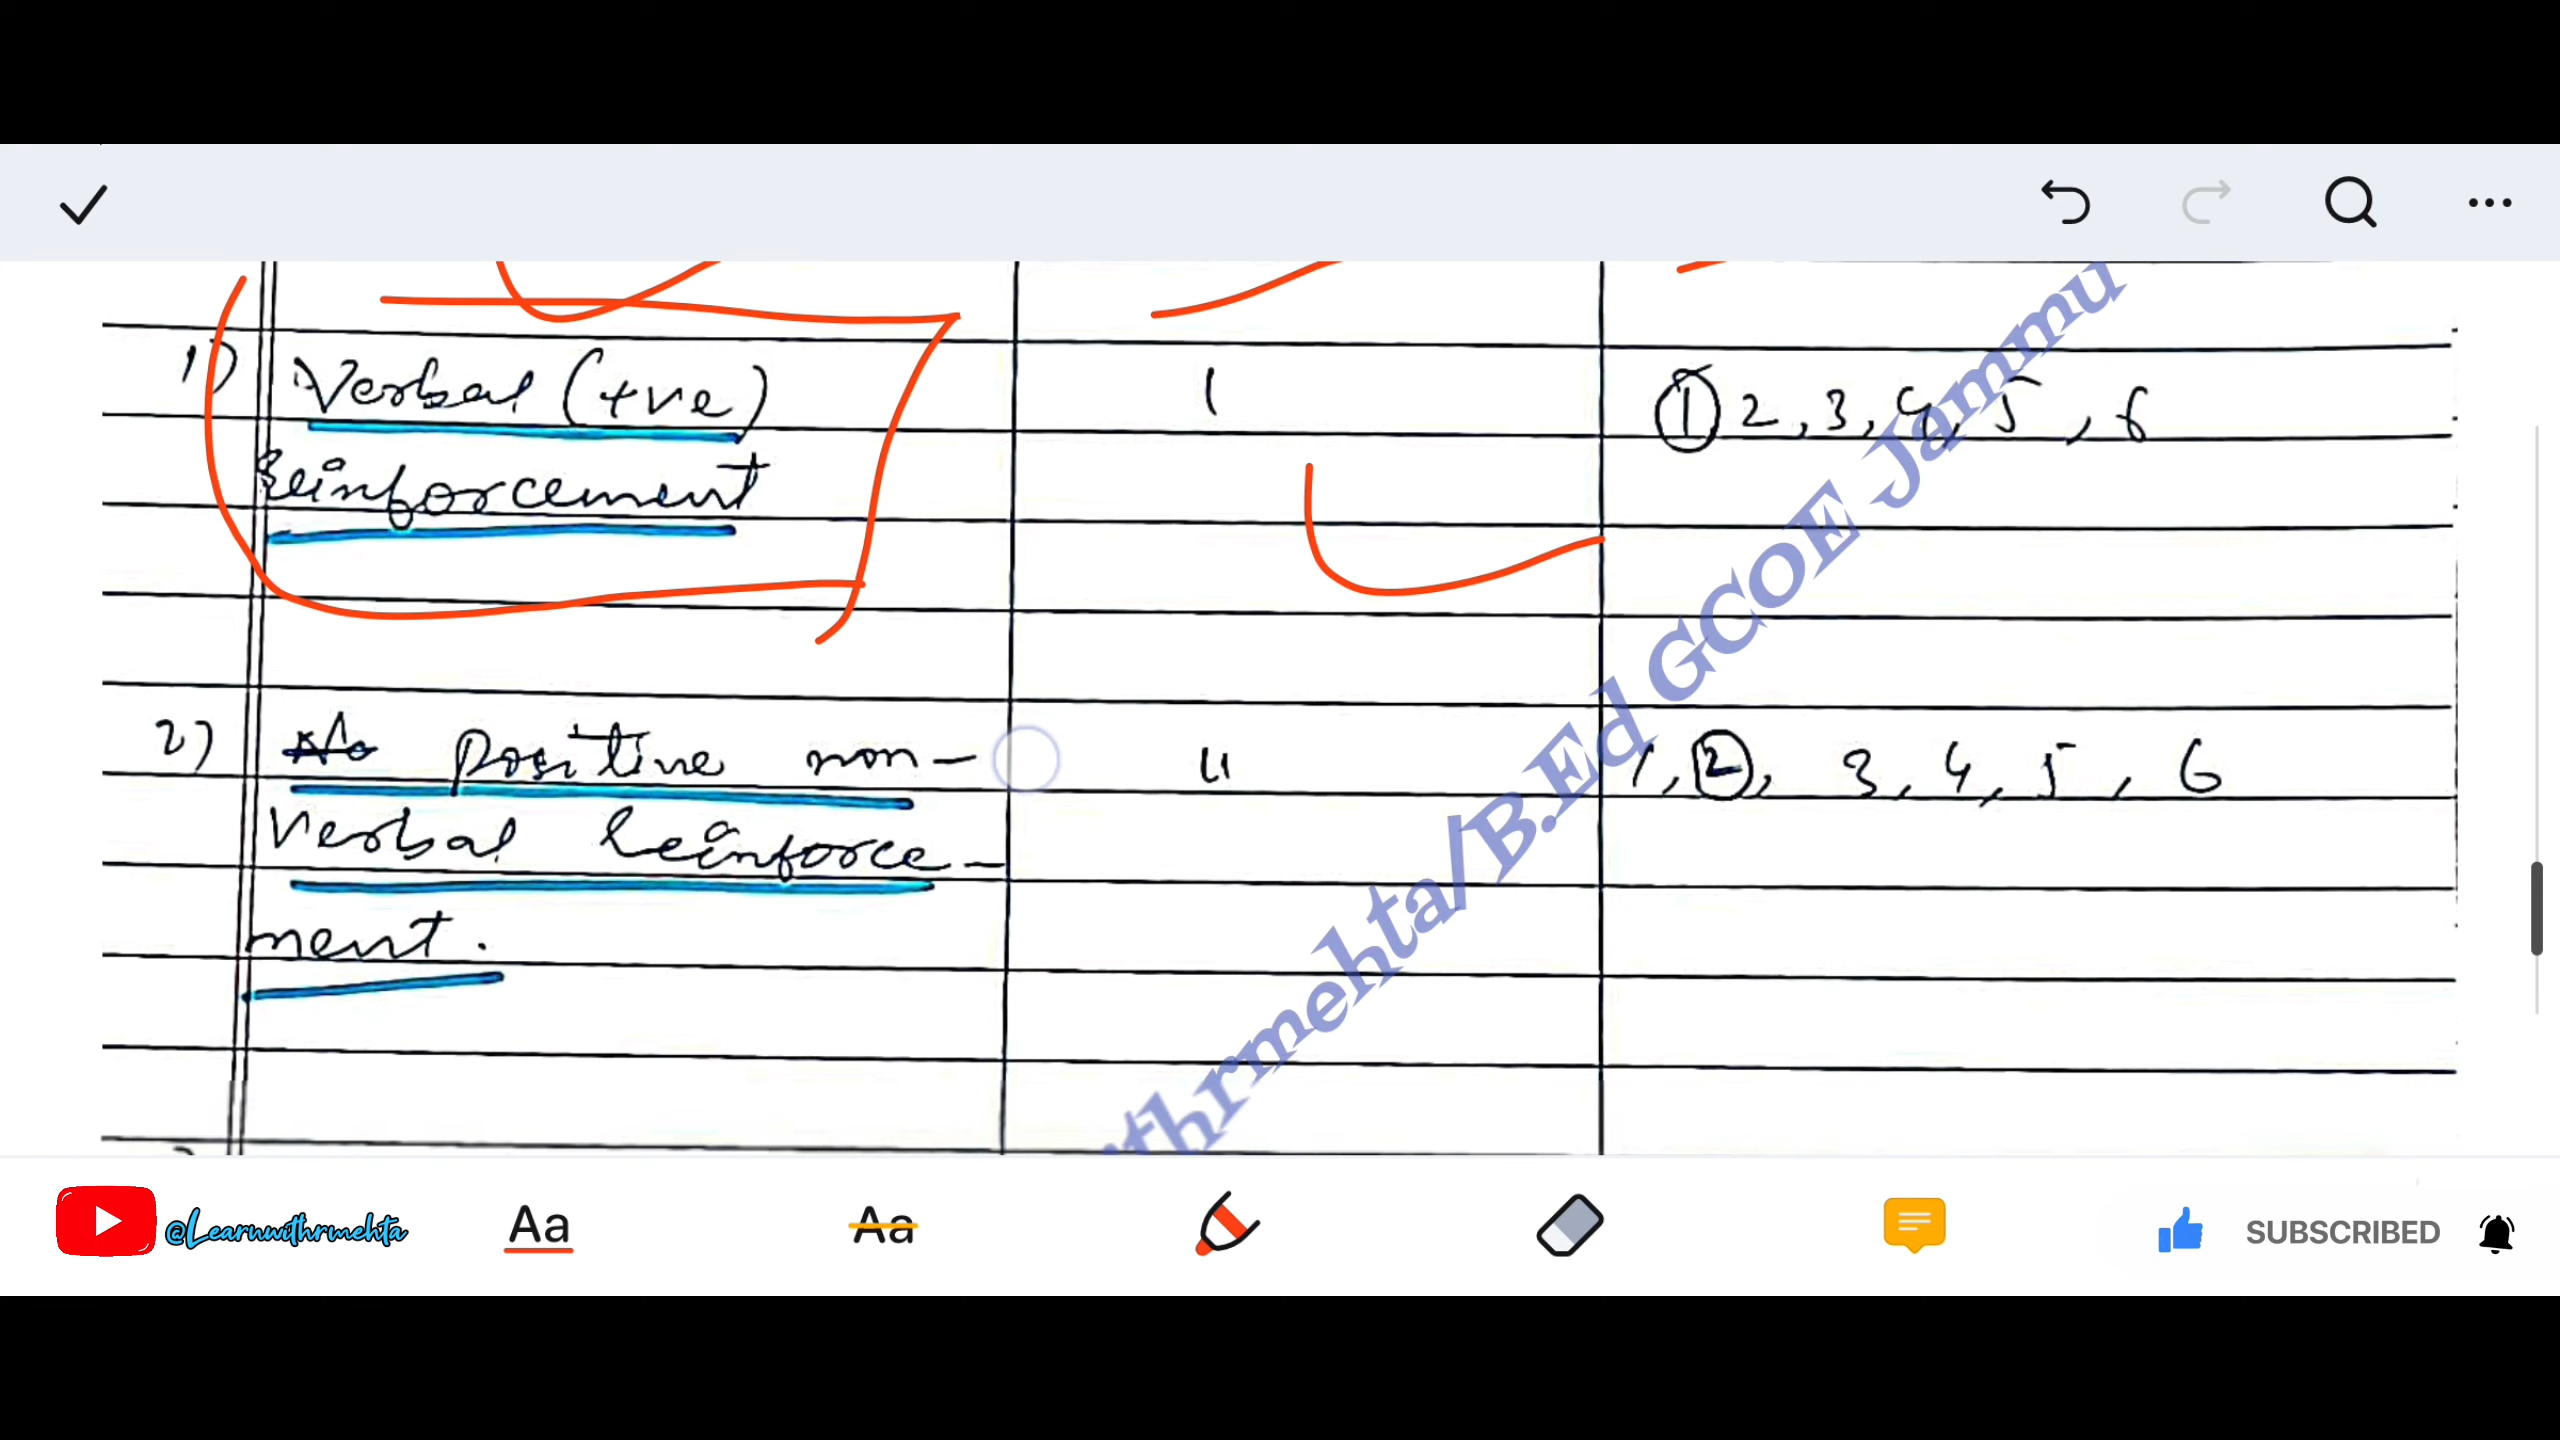 1) Verbal (+ve) 1 1 2, 3, 4, 5, 6
Reinforcement
2) Positive non- 11 1, 2, 3, 4, 5, 6
Verbal Reinforce-
ment.
thrmehta/B.Ed GCOE Jammu
@Learnwithrmehta Aa Aa SUBSCRIBED